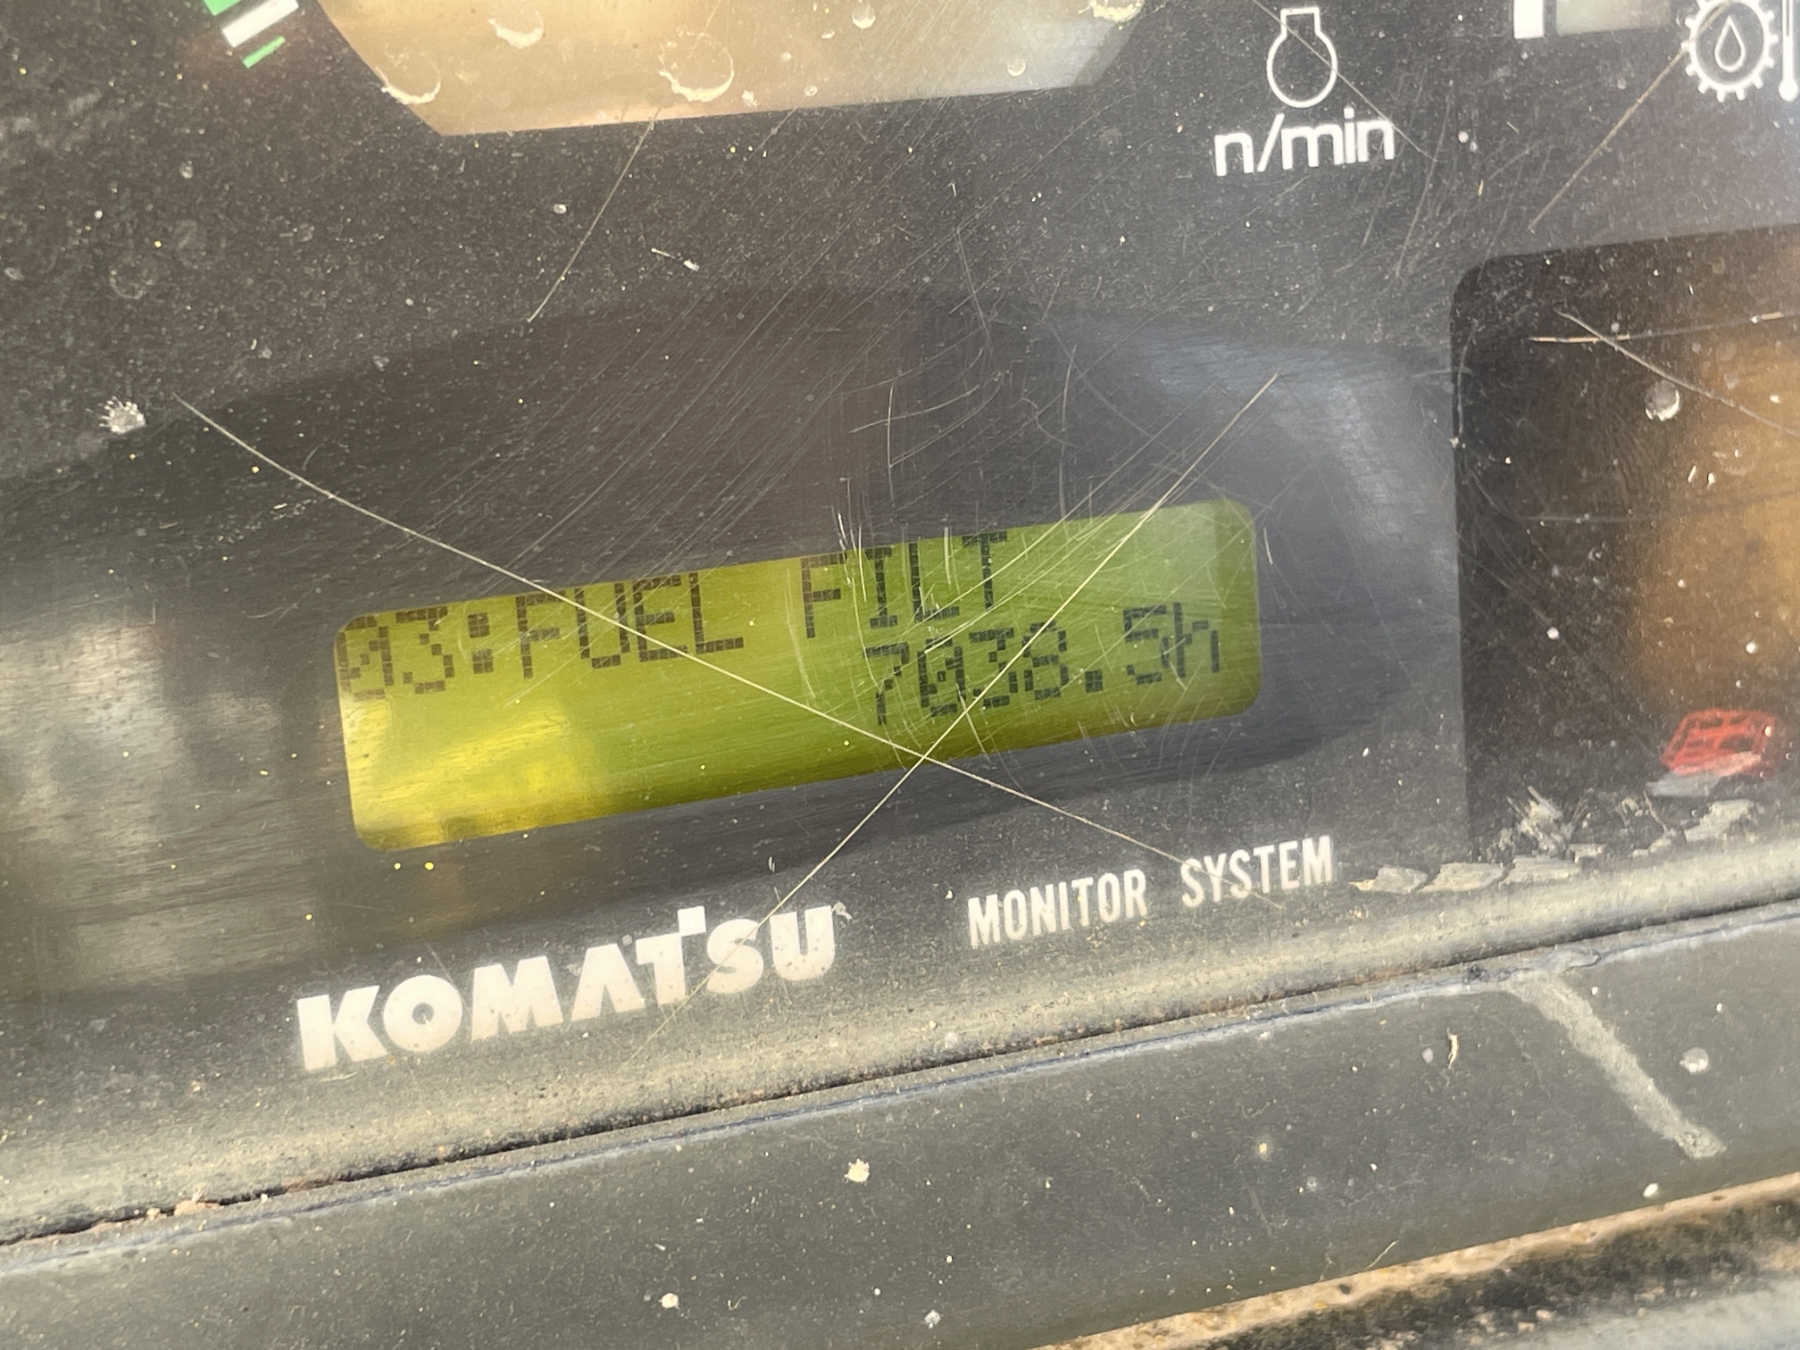 n/min
03:FUEL FILT
7038.5h
KOMATSU
MONITOR SYSTEM